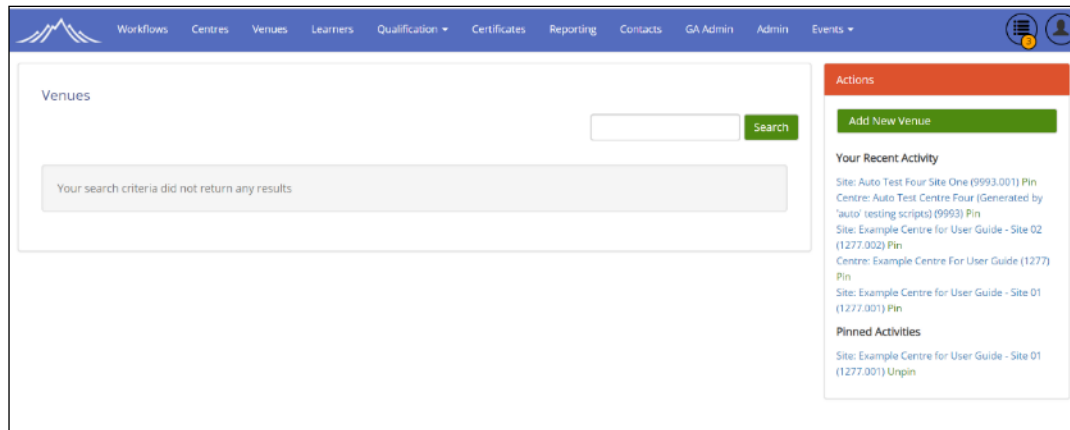 Workflows Centres Venues Learners Qualification Certificates Reporting Contacts GA Admin Admin Events
3
Venues
Search
Your search criteria did not return any results
Actions
Add New Venue
Your Recent Activity
Site: Auto Test Four Site One (9993.001) Pin
Centre: Auto Test Centre Four (Generated by
'auto' testing scripts) (9993) Pin
Site: Example Centre for User Guide - Site 02
(1277.002) Pin
Centre: Example Centre For User Guide (1277)
Pin
Site: Example Centre for User Guide - Site 01
(1277.001) Pin
Pinned Activities
Site: Example Centre for User Guide - Site 01
(1277.001) Unpin